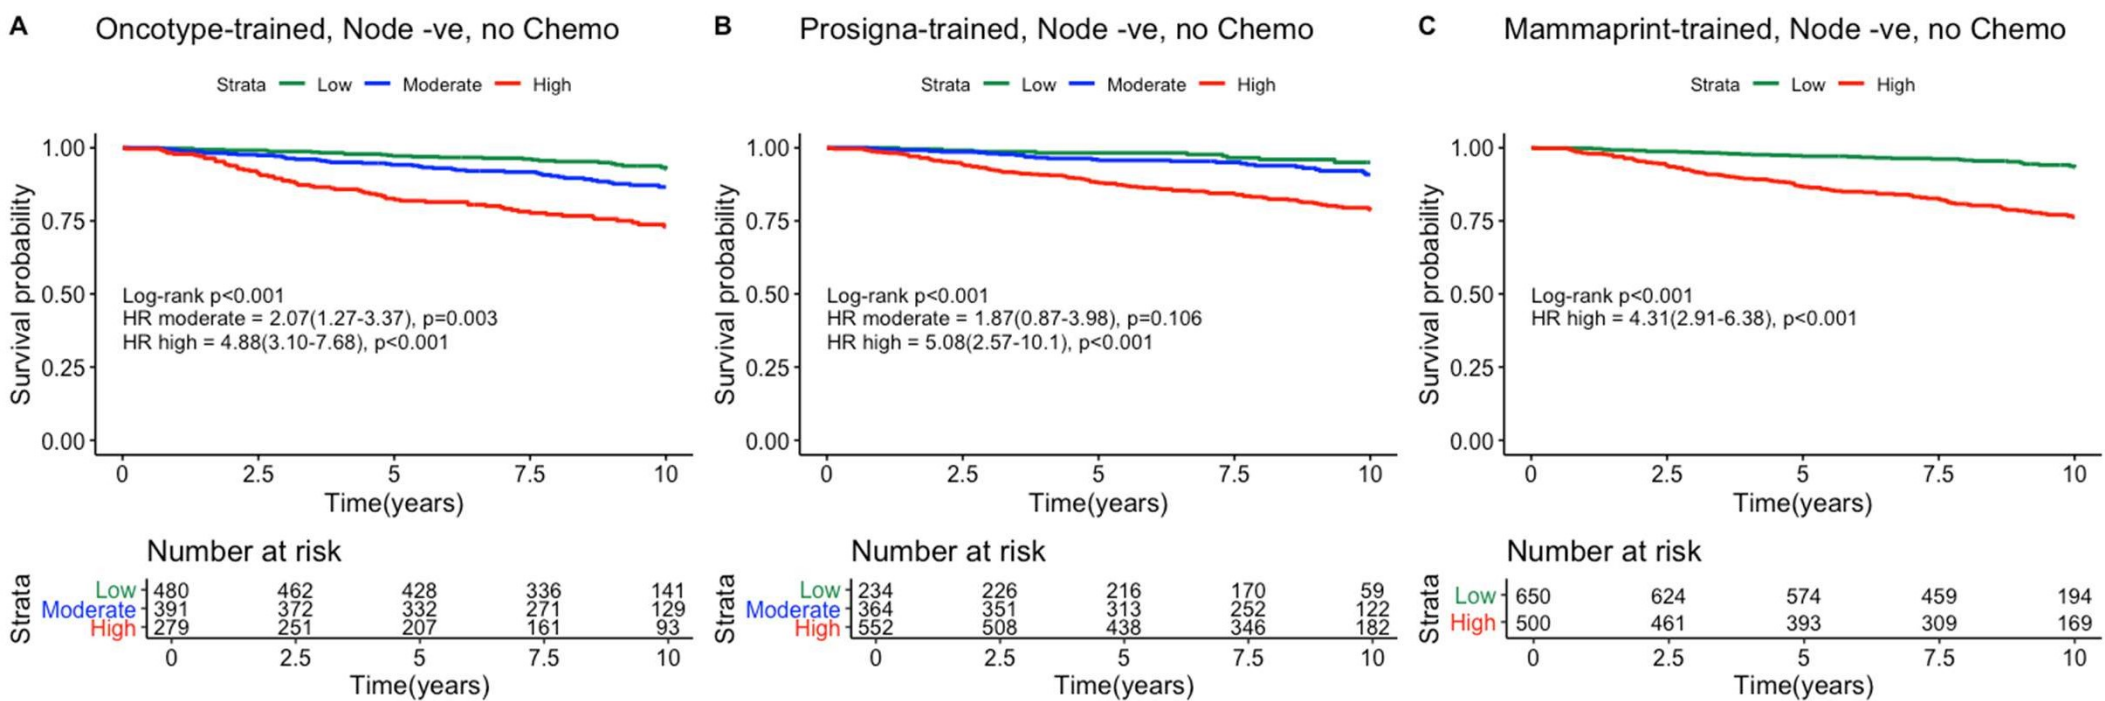 A Oncotype-trained, Node -ve, no Chemo
Strata Low Moderate High
Survival probability
1.00
0.75
0.50
0.25
0.00
Log-rank p<0.001
HR moderate = 2.07(1.27-3.37), p=0.003
HR high = 4.88(3.10-7.68), p<0.001
0 2.5 5 7.5 10
Time(years)
Number at risk
Strata
Low 480 462 428 336 141
Moderate 391 372 332 271 129
High 279 251 207 161 93
0 2.5 5 7.5 10
Time(years)
B Prosigna-trained, Node -ve, no Chemo
Strata Low Moderate High
Survival probability
1.00
0.75
0.50
0.25
0.00
Log-rank p<0.001
HR moderate = 1.87(0.87-3.98), p=0.106
HR high = 5.08(2.57-10.1), p<0.001
0 2.5 5 7.5 10
Time(years)
Number at risk
Strata
Low 234 226 216 170 59
Moderate 364 351 313 252 122
High 552 508 438 346 182
0 2.5 5 7.5 10
Time(years)
C Mammaprint-trained, Node -ve, no Chemo
Strata Low High
Survival probability
1.00
0.75
0.50
0.25
0.00
Log-rank p<0.001
HR high = 4.31(2.91-6.38), p<0.001
0 2.5 5 7.5 10
Time(years)
Number at risk
Strata
Low 650 624 574 459 194
High 500 461 393 309 169
0 2.5 5 7.5 10
Time(years)